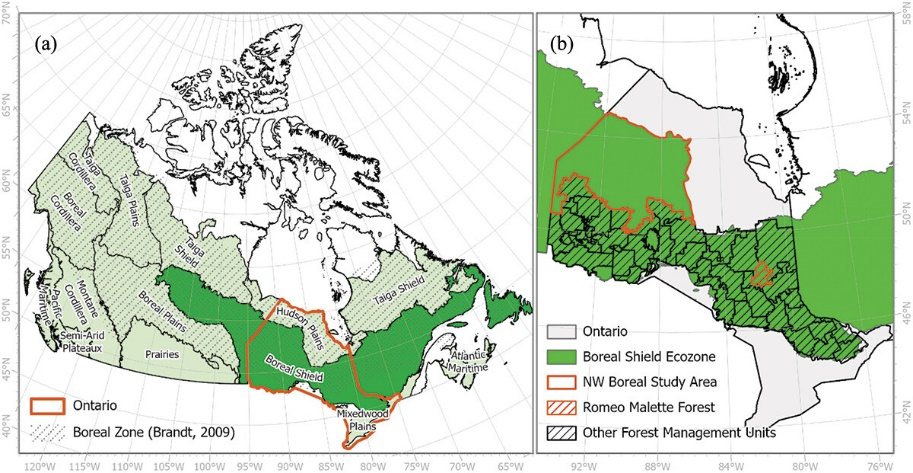 (a)
70°N
65°N
60°N
55°N
50°N
45°N
40°N
Taiga
Cordillera
Taiga Plains
Boreal
Cordillera
Taiga
Shield
Taiga Shield
Pacific
Maritime
Montane
Cordillera
Boreal Plains
Hudson Plains
Semi-Arid
Plateaux
Prairies
Boreal Shield
Atlantic
Maritime
Mixedwood
Plains
Ontario
Boreal Zone (Brandt, 2009)
120°W
115°W
110°W
105°W
100°W
95°W
90°W
85°W
80°W
75°W
70°W
65°W
(b)
58°N
54°N
50°N
46°N
42°N
Ontario
Boreal Shield Ecozone
NW Boreal Study Area
Romeo Malette Forest
Other Forest Management Units
92°W
88°W
84°W
80°W
76°W